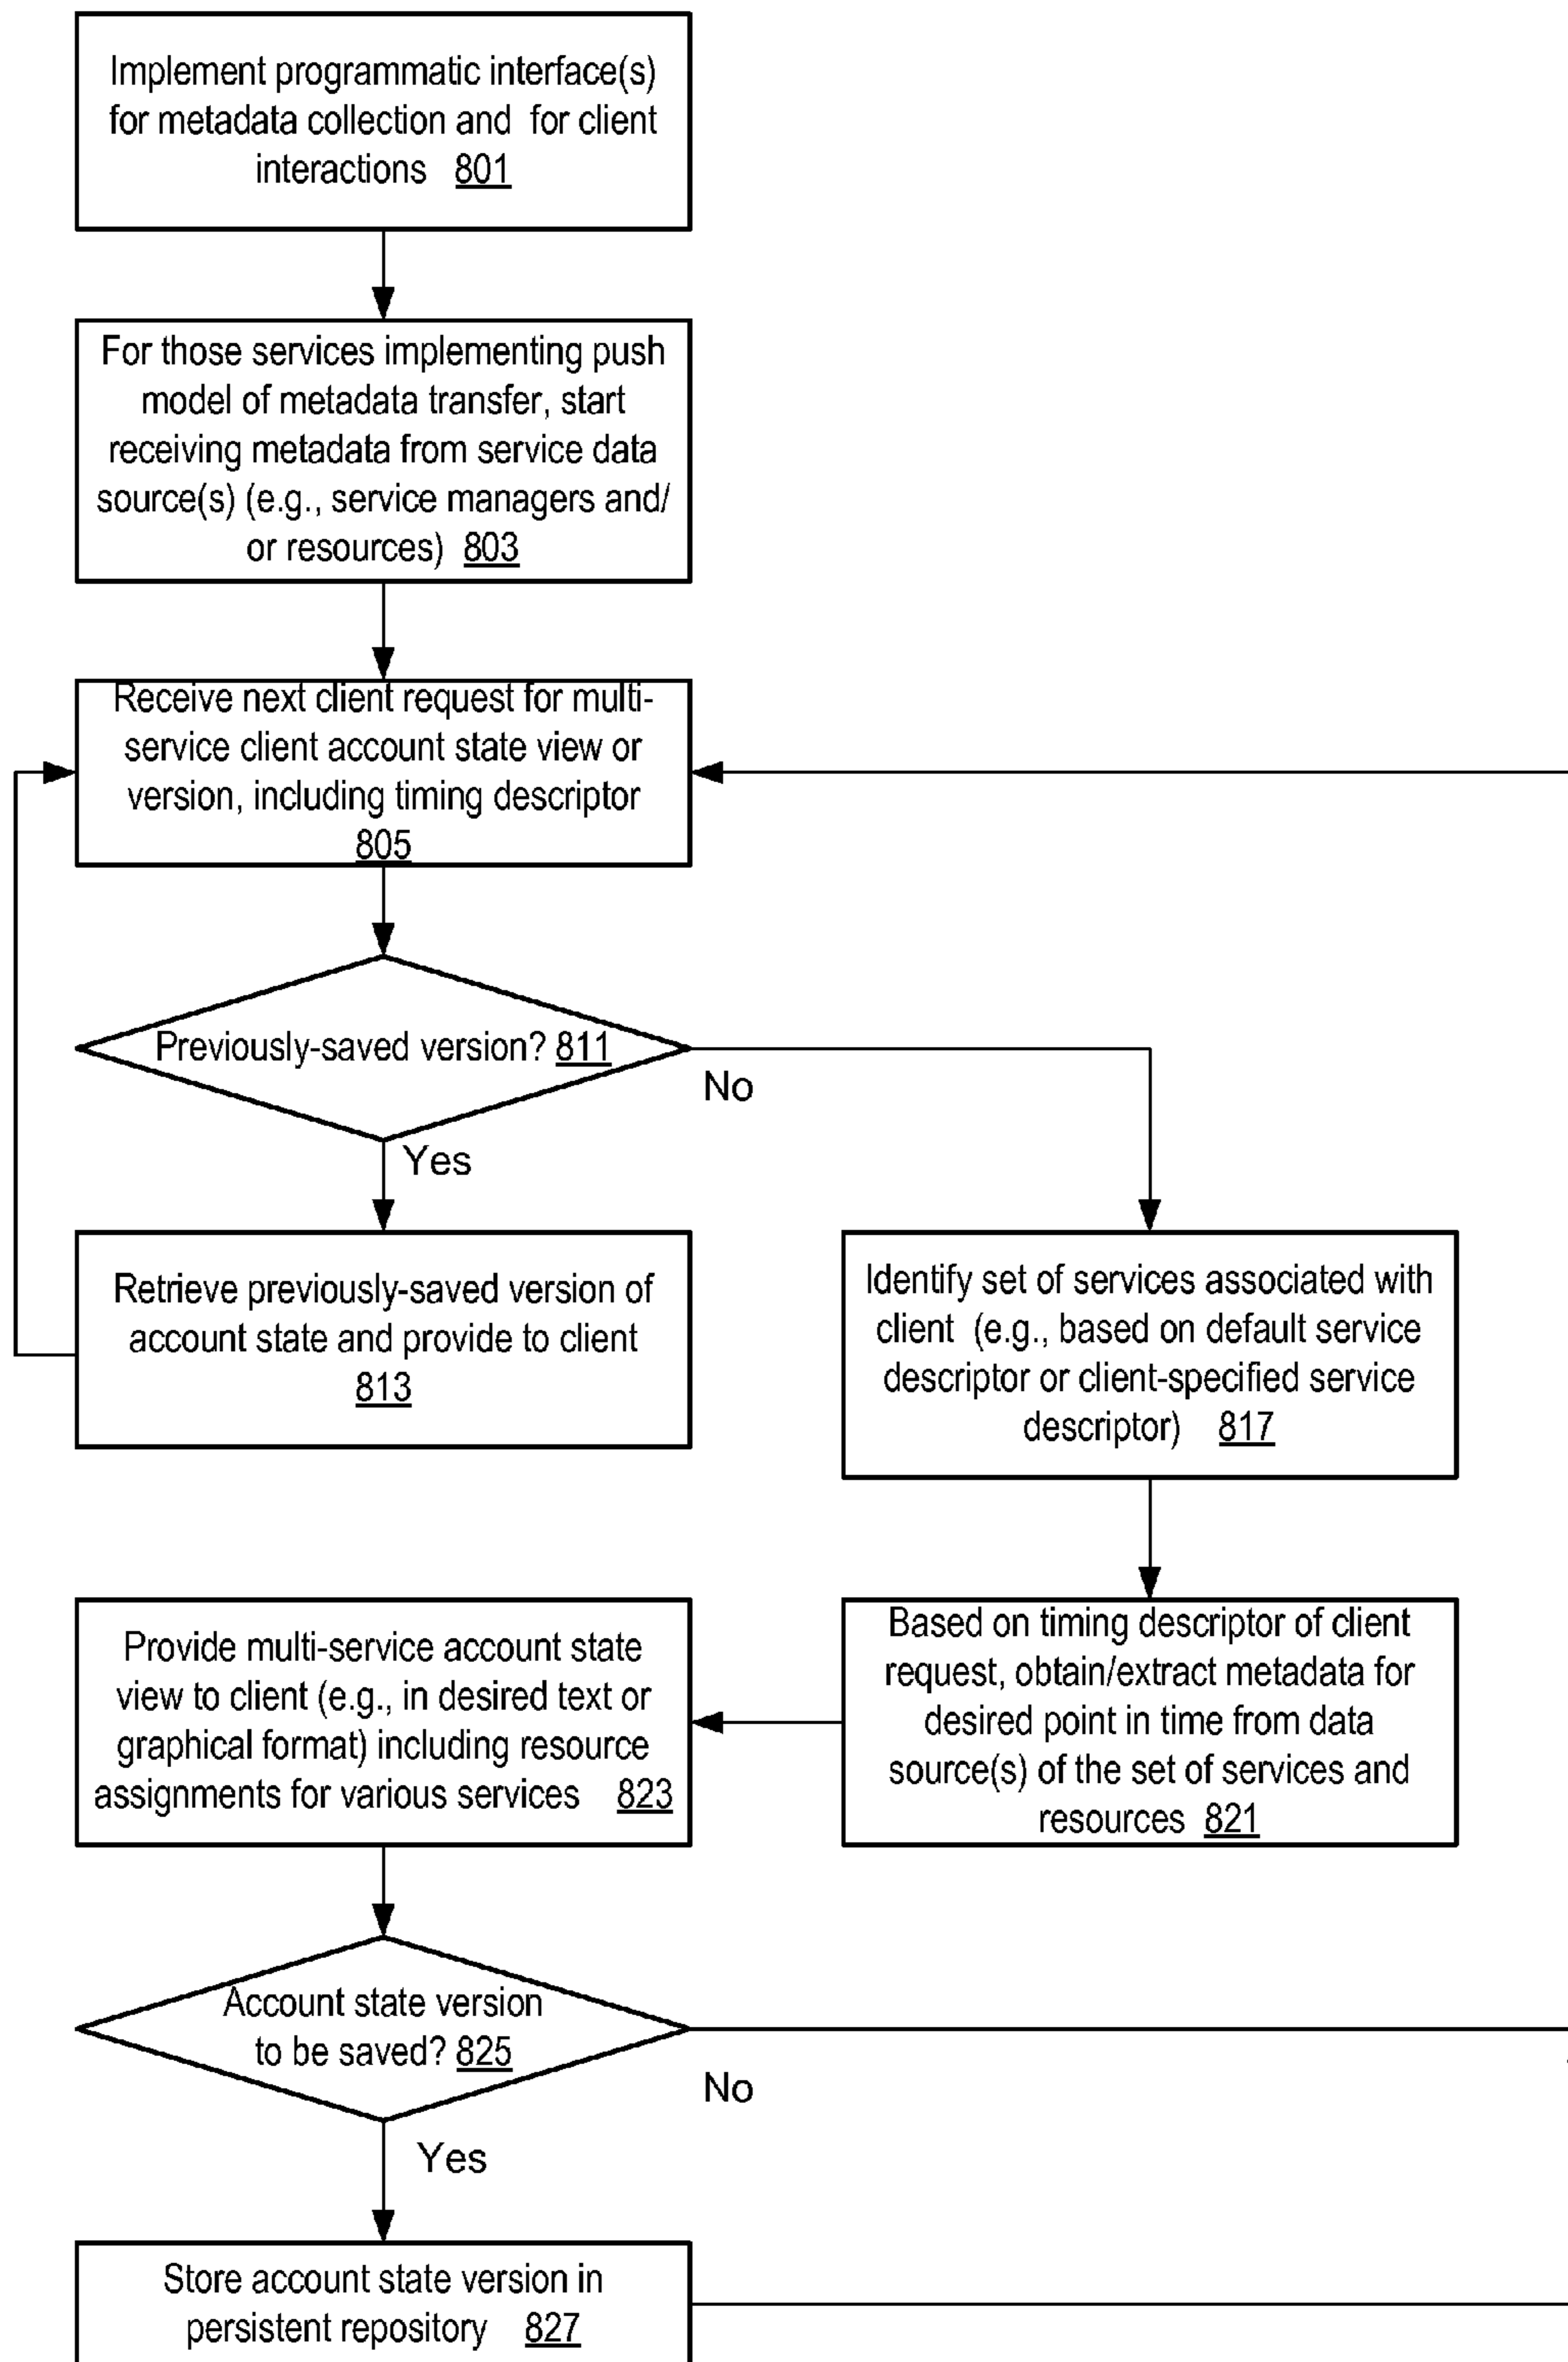 Implement programmatic interface(s)
for metadata collection and for client
interactions 801
For those services implementing push
model of metadata transfer, start
receiving metadata from service data
source(s) (e.g., service managers and/
or resources) 803
Receive next client request for multi-
service client account state view or
version, including timing descriptor
805
Previously-saved version? 811
No
Yes
Retrieve previously-saved version of
account state and provide to client
813
Identify set of services associated with
client (e.g., based on default service
descriptor or client-specified service
descriptor) 817
Based on timing descriptor of client
request, obtain/extract metadata for
desired point in time from data
source(s) of the set of services and
resources 821
Provide multi-service account state
view to client (e.g., in desired text or
graphical format) including resource
assignments for various services 823
Account state version
to be saved? 825
No
Yes
Store account state version in
persistent repository 827